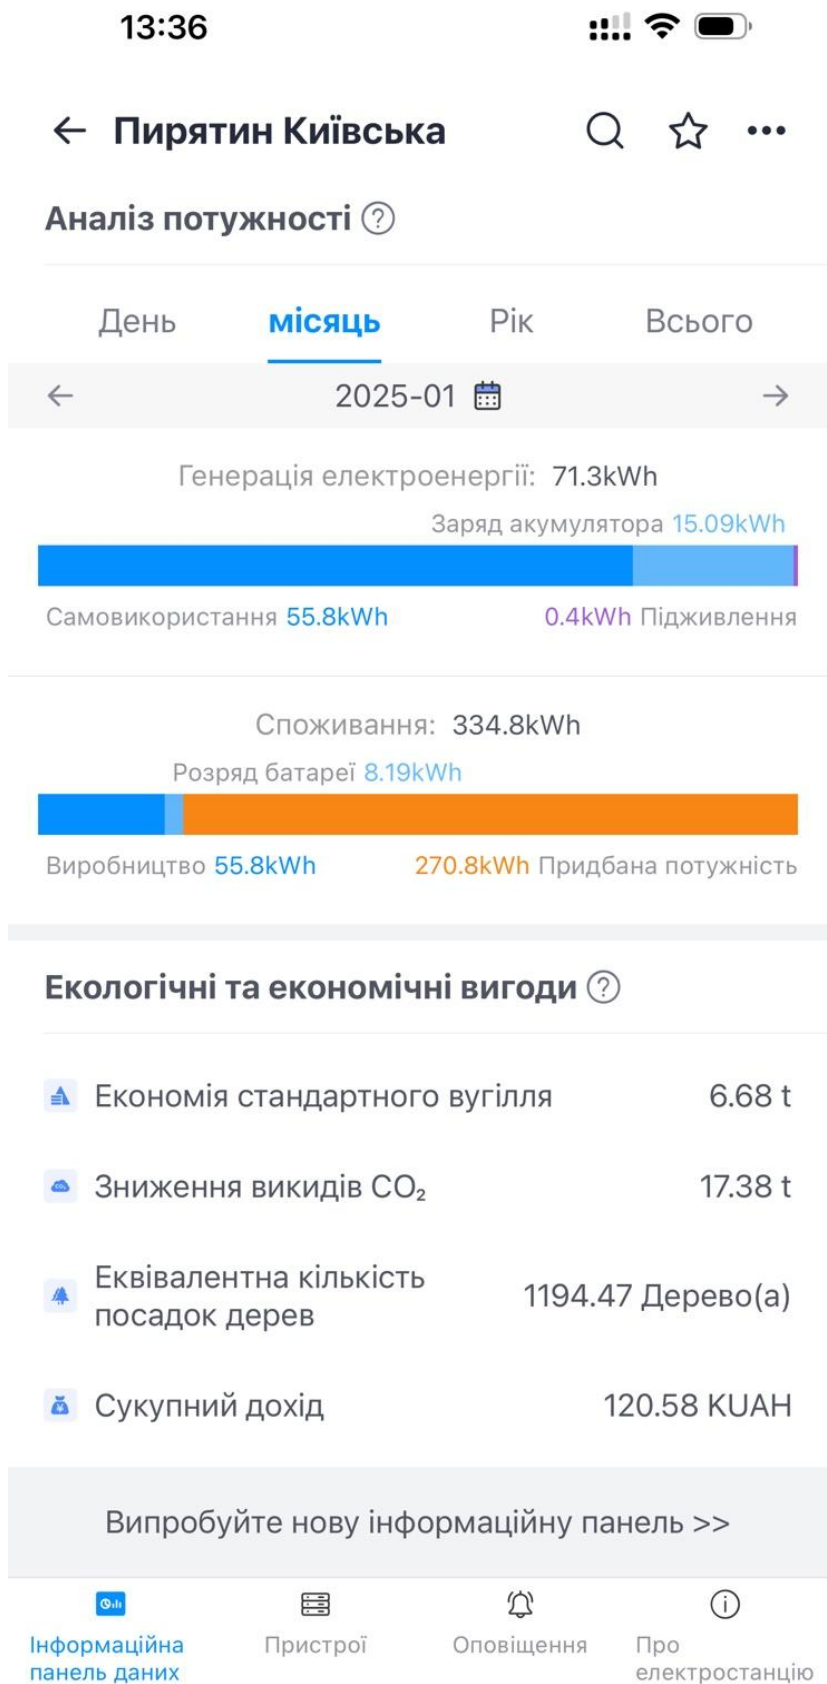 13:36
Пирятин Київська
Аналіз потужності ?
День місяць Рік Всього
2025-01
Генерація електроенергії: 71.3kWh
Заряд акумулятора 15.09kWh
Самовикористання 55.8kWh 0.4kWh Підживлення
Споживання: 334.8kWh
Розряд батареї 8.19kWh
Виробництво 55.8kWh 270.8kWh Придбана потужність
Екологічні та економічні вигоди ?
Економія стандартного вугілля 6.68 t
Зниження викидів CO₂ 17.38 t
Еквівалентна кількість
посадок дерев 1194.47 Дерево(а)
Сукупний дохід 120.58 KUAH
Випробуйте нову інформаційну панель >>
Інформаційна
панель даних
Пристрої
Оповіщення
Про
електростанцію